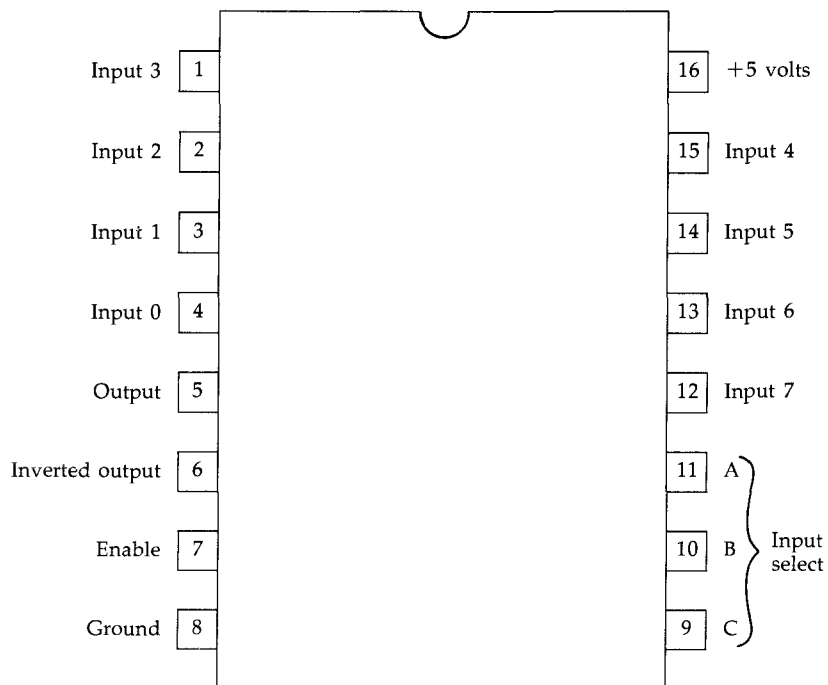 Input 3 1 16 +5 volts
Input 2 2 15 Input 4
Input 1 3 14 Input 5
Input 0 4 13 Input 6
Output 5 12 Input 7
Inverted output 6 11 A
Enable 7 10 B
Input
select
Ground 8 9 C